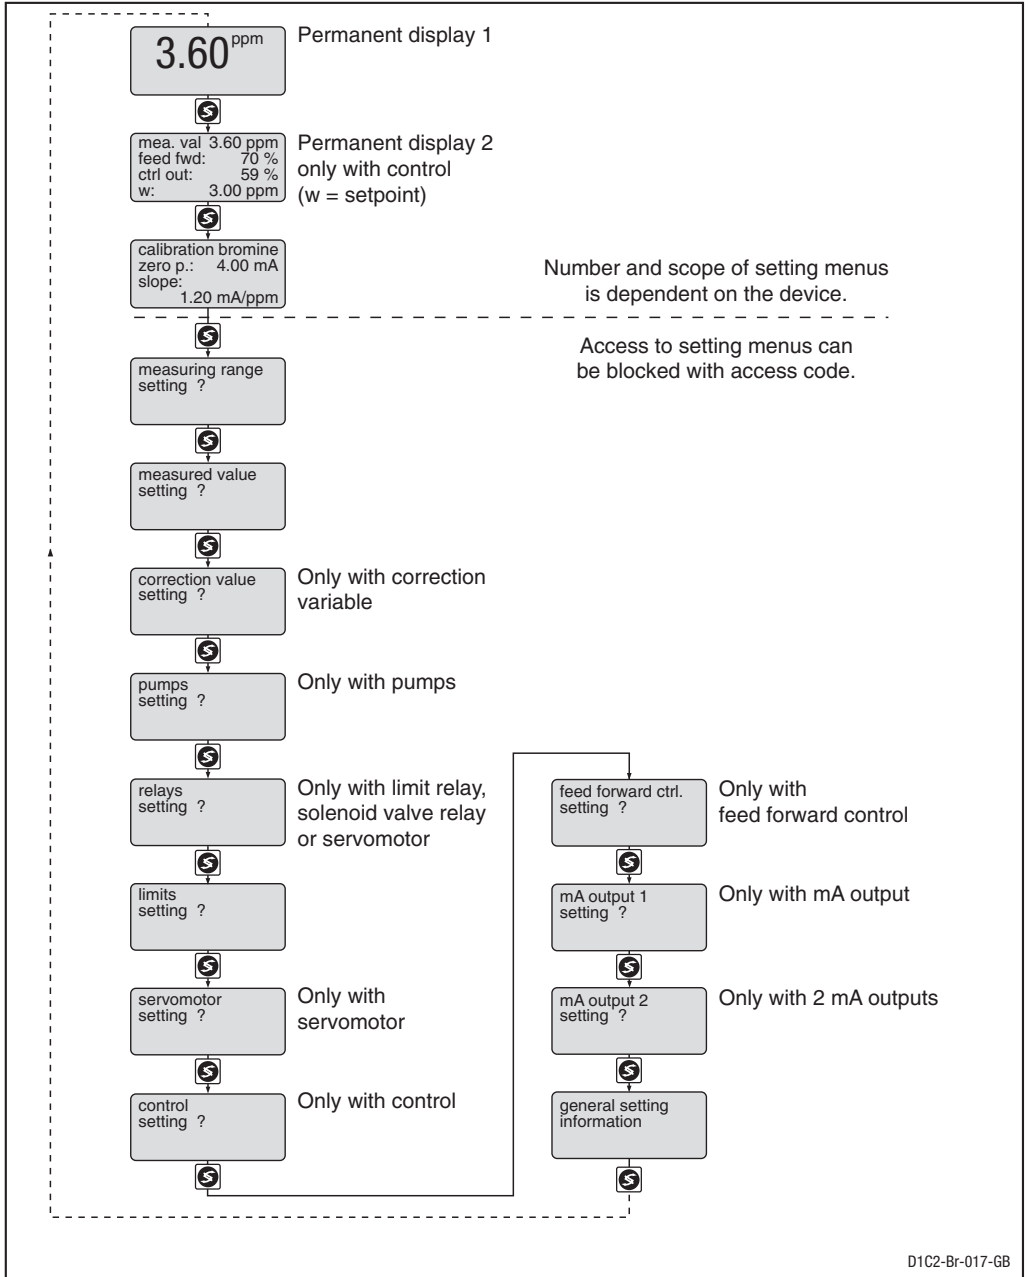 3.60 ppm
Permanent display 1
mea. val 3.60 ppm
feed fwd: 70 %
ctrl out: 59 %
w: 3.00 ppm
Permanent display 2
only with control
(w = setpoint)
calibration bromine
zero p.: 4.00 mA
slope:
1.20 mA/ppm
Number and scope of setting menus
is dependent on the device.
Access to setting menus can
be blocked with access code.
measuring range
setting ?
measured value
setting ?
correction value
setting ?
Only with correction
variable
pumps
setting ?
Only with pumps
relays
setting ?
Only with limit relay,
solenoid valve relay
or servomotor
limits
setting ?
servomotor
setting ?
Only with
servomotor
control
setting ?
Only with control
feed forward ctrl.
setting ?
Only with
feed forward control
mA output 1
setting ?
Only with mA output
mA output 2
setting ?
Only with 2 mA outputs
general setting
information
D1C2-Br-017-GB